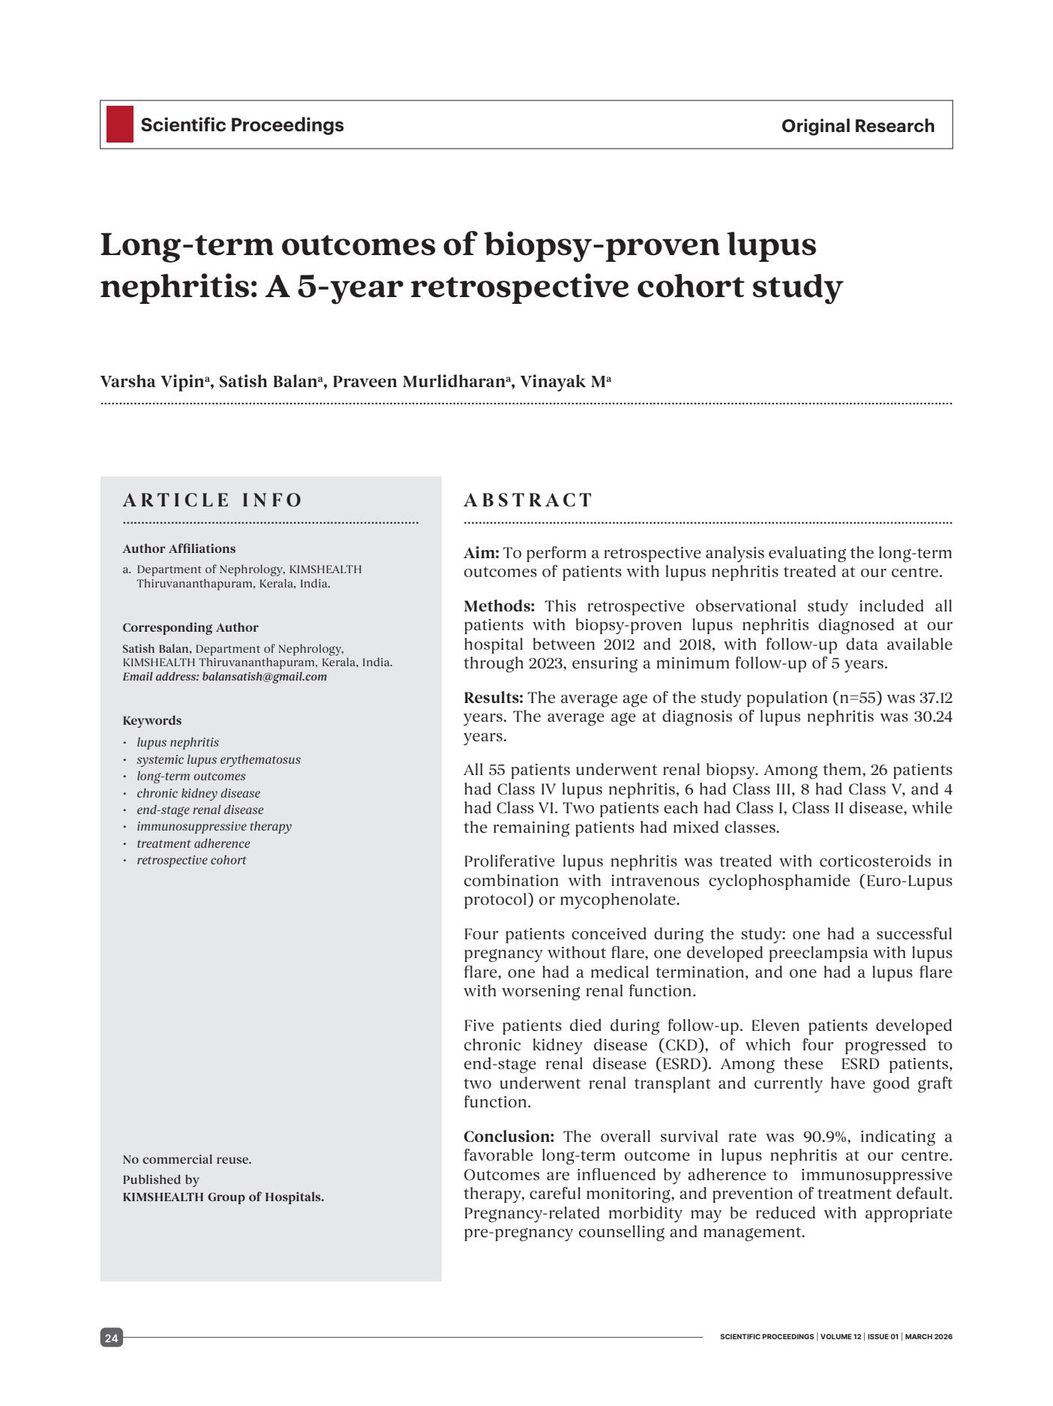 Scientific Proceedings
Original Research
Long-term outcomes of biopsy-proven lupus
nephritis: A 5-year retrospective cohort study
Varsha Vipinᵃ, Satish Balanᵃ, Praveen Murlidharanᵃ, Vinayak Mᵃ
ARTICLE INFO
Author Affiliations
a. Department of Nephrology, KIMSHEALTH
Thiruvananthapuram, Kerala, India.
Corresponding Author
Satish Balan, Department of Nephrology,
KIMSHEALTH Thiruvananthapuram, Kerala, India.
Email address: balansatish@gmail.com
Keywords
• lupus nephritis
• systemic lupus erythematosus
• long-term outcomes
• chronic kidney disease
• end-stage renal disease
• immunosuppressive therapy
• treatment adherence
• retrospective cohort
No commercial reuse.
Published by
KIMSHEALTH Group of Hospitals.
ABSTRACT
Aim: To perform a retrospective analysis evaluating the long-term
outcomes of patients with lupus nephritis treated at our centre.
Methods: This retrospective observational study included all
patients with biopsy-proven lupus nephritis diagnosed at our
hospital between 2012 and 2018, with follow-up data available
through 2023, ensuring a minimum follow-up of 5 years.
Results: The average age of the study population (n=55) was 37.12
years. The average age at diagnosis of lupus nephritis was 30.24
years.
All 55 patients underwent renal biopsy. Among them, 26 patients
had Class IV lupus nephritis, 6 had Class III, 8 had Class V, and 4
had Class VI. Two patients each had Class I, Class II disease, while
the remaining patients had mixed classes.
Proliferative lupus nephritis was treated with corticosteroids in
combination with intravenous cyclophosphamide (Euro-Lupus
protocol) or mycophenolate.
Four patients conceived during the study: one had a successful
pregnancy without flare, one developed preeclampsia with lupus
flare, one had a medical termination, and one had a lupus flare
with worsening renal function.
Five patients died during follow-up. Eleven patients developed
chronic kidney disease (CKD), of which four progressed to
end-stage renal disease (ESRD). Among these ESRD patients,
two underwent renal transplant and currently have good graft
function.
Conclusion: The overall survival rate was 90.9%, indicating a
favorable long-term outcome in lupus nephritis at our centre.
Outcomes are influenced by adherence to immunosuppressive
therapy, careful monitoring, and prevention of treatment default.
Pregnancy-related morbidity may be reduced with appropriate
pre-pregnancy counselling and management.
24
SCIENTIFIC PROCEEDINGS | VOLUME 12 | ISSUE 01 | MARCH 2026